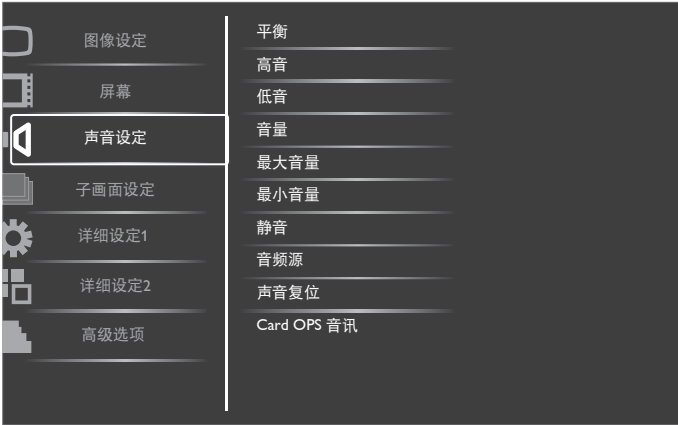 图像设定
屏幕
声音设定
子画面设定
详细设定1
详细设定2
高级选项
平衡
高音
低音
音量
最大音量
最小音量
静音
音频源
声音复位
Card OPS 音讯